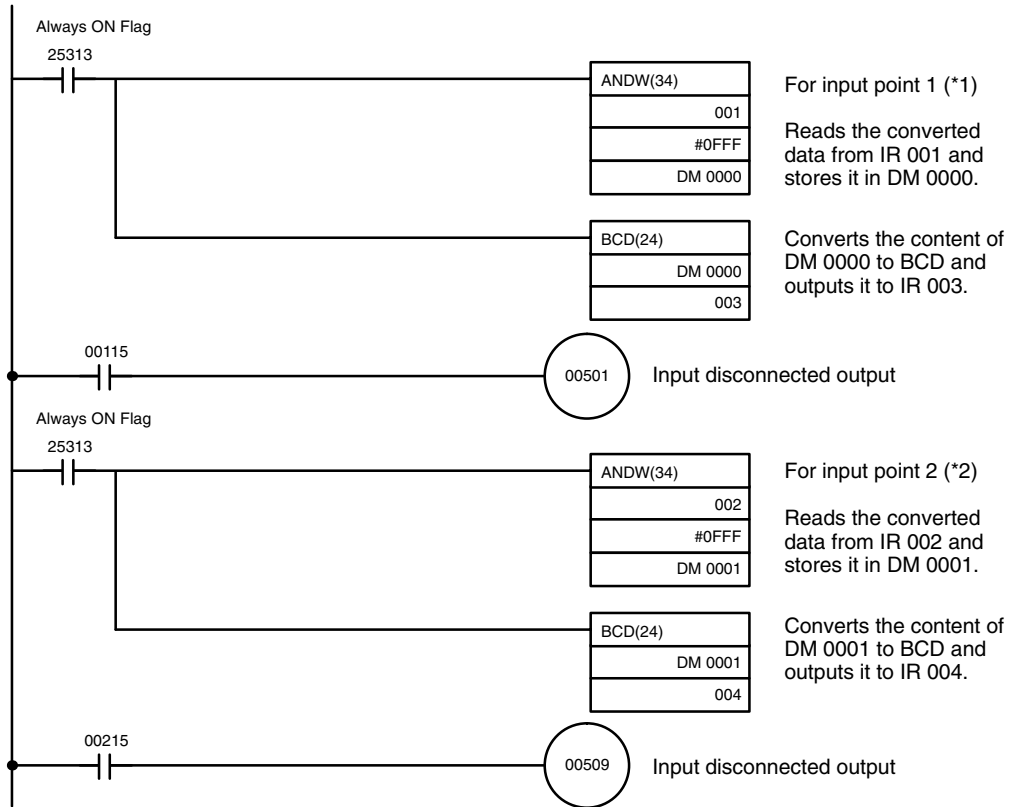 Always ON Flag
25313
ANDW(34)
001
#0FFF
DM 0000
For input point 1 (*1)
Reads the converted
data from IR 001 and
stores it in DM 0000.
BCD(24)
DM 0000
003
Converts the content of
DM 0000 to BCD and
outputs it to IR 003.
00115
00501
Input disconnected output
Always ON Flag
25313
ANDW(34)
002
#0FFF
DM 0001
For input point 2 (*2)
Reads the converted
data from IR 002 and
stores it in DM 0001.
BCD(24)
DM 0001
004
Converts the content of
DM 0001 to BCD and
outputs it to IR 004.
00215
00509
Input disconnected output